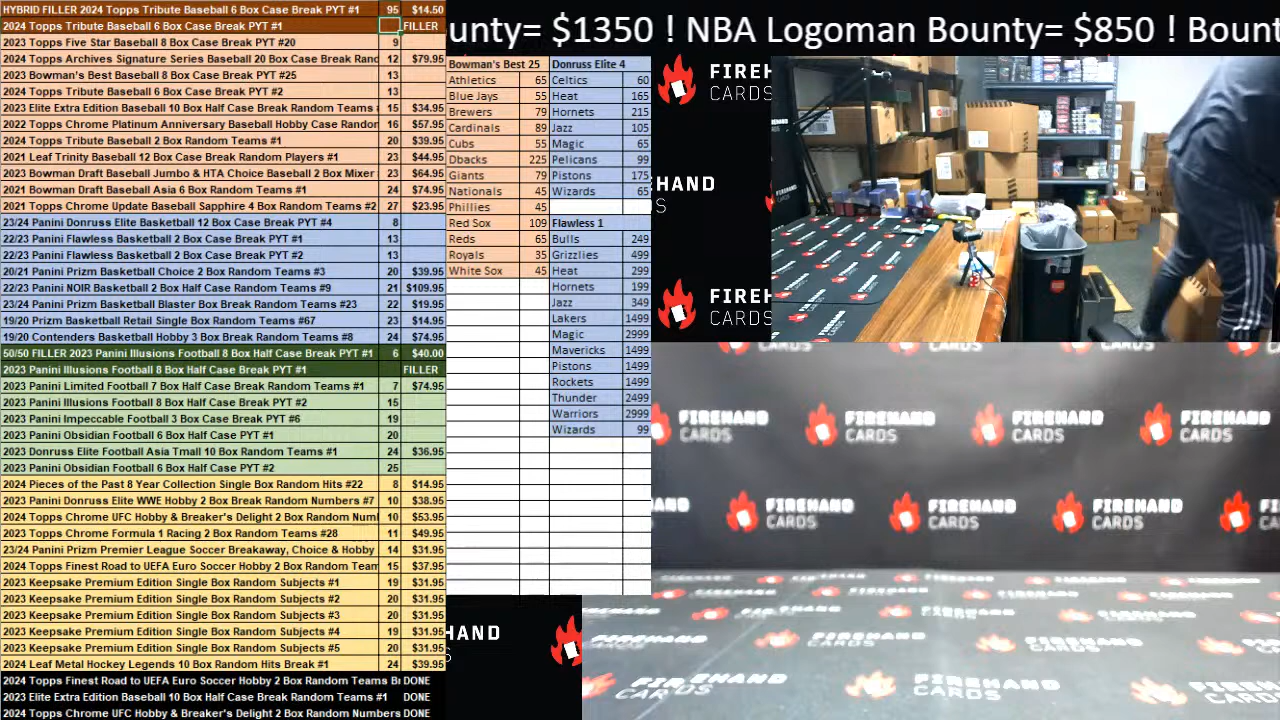 HYBRID FILLER 2024 Topps Tribute Baseball 6 Box Case Break PYT #1 95 $14.50
2024 Topps Tribute Baseball 6 Box Case Break PYT #1 FILLER
2023 Topps Five Star Baseball 8 Box Case Break PYT #20 9
2024 Topps Archives Signature Series Baseball 20 Box Case Break Rand 12 $79.95
2023 Bowman's Best Baseball 8 Box Case Break PYT #25 13
2024 Topps Tribute Baseball 6 Box Case Break PYT #2 13
2023 Elite Extra Edition Baseball 10 Box Half Case Break Random Teams 15 $34.95
2022 Topps Chrome Platinum Anniversary Baseball Hobby Case Random 16 $57.95
2024 Topps Tribute Baseball 2 Box Random Teams #1 20 $39.95
2021 Leaf Trinity Baseball 12 Box Case Break Random Players #1 23 $44.95
2023 Bowman Draft Baseball Jumbo & HTA Choice Baseball 2 Box Mixer 23 $64.95
2021 Bowman Draft Baseball Asia 6 Box Random Teams #1 24 $74.95
2021 Topps Chrome Update Baseball Sapphire 4 Box Random Teams #2 27 $23.95
23/24 Panini Donruss Elite Basketball 12 Box Case Break PYT #4 8
22/23 Panini Flawless Basketball 2 Box Case Break PYT #1 13
22/23 Panini Flawless Basketball 2 Box Case Break PYT #2 13
20/21 Panini Prizm Basketball Choice 2 Box Random Teams #3 20 $39.95
22/23 Panini NOIR Basketball 2 Box Half Case Random Teams #9 21 $109.95
23/24 Panini Prizm Basketball Blaster Box Random Teams #23 22 $19.95
19/20 Prizm Basketball Retail Single Box Random Teams #67 23 $14.95
19/20 Contenders Basketball Hobby 3 Box Random Teams #8 24 $74.95
50/50 FILLER 2023 Panini Illusions Football 8 Box Half Case Break PYT #1 6 $40.00
2023 Panini Illusions Football 8 Box Half Case Break PYT #1 FILLER
2023 Panini Limited Football 7 Box Half Case Break Random Teams #1 7 $74.95
2023 Panini Illusions Football 8 Box Half Case Break PYT #2 15
2023 Panini Impeccable Football 3 Box Case Break PYT #6 19
2023 Panini Obsidian Football 6 Box Half Case PYT #1 20
2023 Donruss Elite Football Asia Tmall 10 Box Random Teams #1 24 $36.95
2023 Panini Obsidian Football 6 Box Half Case PYT #2 25
2024 Pieces of the Past 8 Year Collection Single Box Random Hits #22 8 $14.95
2023 Panini Donruss Elite WWE Hobby 2 Box Break Random Numbers #7 10 $38.95
2024 Topps Chrome UFC Hobby & Breaker's Delight 2 Box Random Num 10 $53.95
2023 Topps Chrome Formula 1 Racing 2 Box Random Teams #28 11 $49.95
23/24 Panini Prizm Premier League Soccer Breakaway, Choice & Hobby 14 $31.95
2024 Topps Finest Road to UEFA Euro Soccer Hobby 2 Box Random Team 15 $37.95
2023 Keepsake Premium Edition Single Box Random Subjects #1 19 $31.95
2023 Keepsake Premium Edition Single Box Random Subjects #2 20 $31.95
2023 Keepsake Premium Edition Single Box Random Subjects #3 20 $31.95
2023 Keepsake Premium Edition Single Box Random Subjects #4 19 $31.95
2023 Keepsake Premium Edition Single Box Random Subjects #5 20 $31.95
2024 Leaf Metal Hockey Legends 10 Box Random Hits Break #1 24 $39.95
2024 Topps Finest Road to UEFA Euro Soccer Hobby 2 Box Random Teams Br DONE
2023 Elite Extra Edition Baseball 10 Box Half Case Break Random Teams #1 DONE
2024 Topps Chrome UFC Hobby & Breaker's Delight 2 Box Random Numbers DONE
unty= $1350 ! NBA Logoman Bounty= $850 ! Bount
Bowman's Best 25
Athletics 65
Blue Jays 55
Brewers 79
Cardinals 89
Cubs 55
Dbacks 225
Giants 79
Nationals 45
Phillies 45
Red Sox 109
Reds 65
Royals 35
White Sox 45
Donruss Elite 4
Celtics 60
Heat 165
Hornets 215
Jazz 105
Magic 65
Pelicans 99
Pistons 175
Wizards 65
Flawless 1
Bulls 249
Grizzlies 499
Heat 299
Hornets 199
Jazz 349
Lakers 1499
Magic 2999
Mavericks 1499
Pistons 1499
Rockets 1499
Thunder 2499
Warriors 2999
Wizards 99
FIREH
CARDS
HAND
FIREH
CARDS
HAND
FIREHAND
CARDS
FIREHAND
CARDS
FIREHAND
CARDS
FIREHAND
CARDS
FIREHAND
CARDS
FIREHAND
CARDS
FIREHAND
CARDS